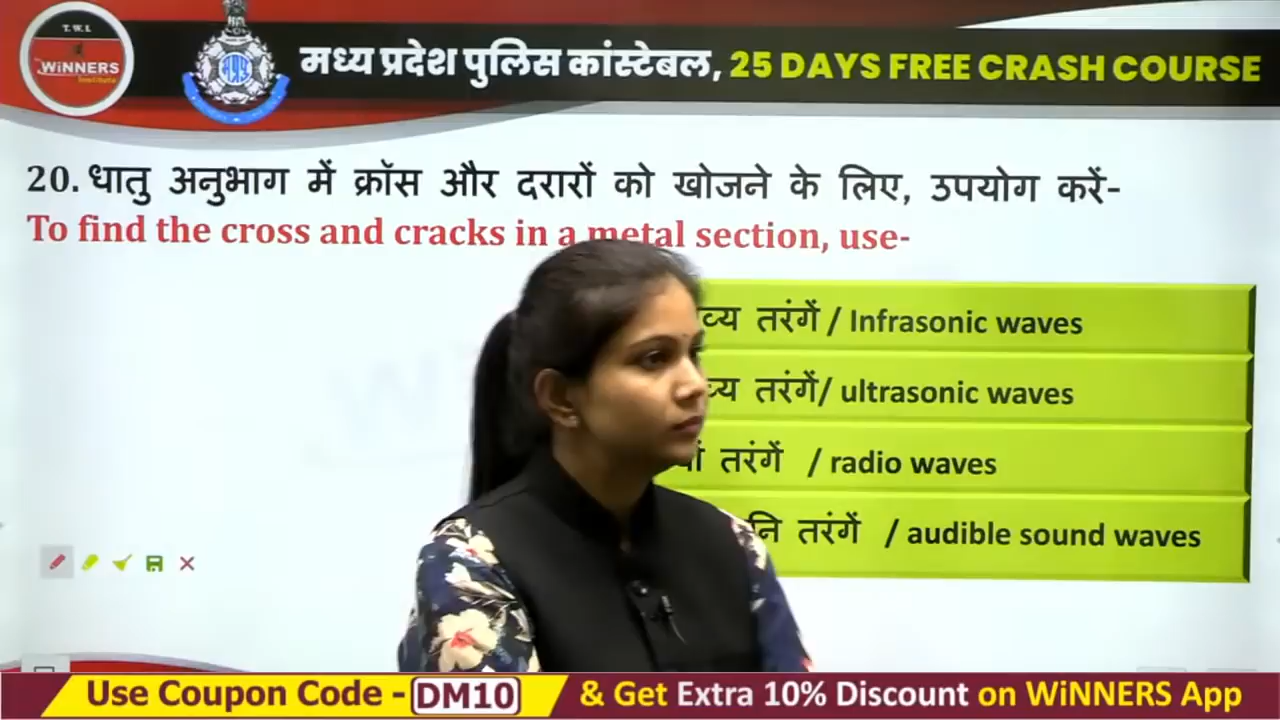 T.W.I.
WiNNERS
Institute
मध्य प्रदेश पुलिस कांस्टेबल, 25 DAYS FREE CRASH COURSE
20. धातु अनुभाग में क्रॉस और दरारों को खोजने के लिए, उपयोग करें-
To find the cross and cracks in a metal section, use-
तरंगें / Infrasonic waves
तरंगें/ ultrasonic waves
तरंगें / radio waves
तरंगें / audible sound waves
Use Coupon Code - DM10 & Get Extra 10% Discount on WiNNERS App